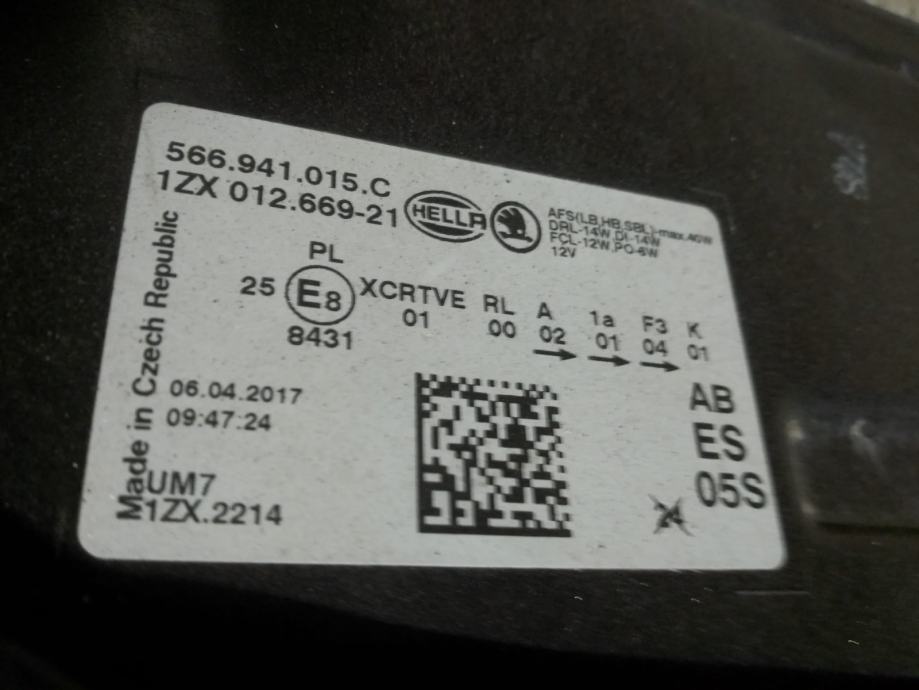 566.941.015.C
1ZX 012.669-21
HELLA
AFS(LB,HB,SBL)-max.40W
DRL-14W,DI-14W
FCL-12W,PO-6W
12V
PL
25 E8 XCRTVE RL A 1a F3 K
8431 01 00 02 01 04 01
Made in Czech Republic
06.04.2017
09:47:24
UM7
1ZX.2214
AB
ES
05S